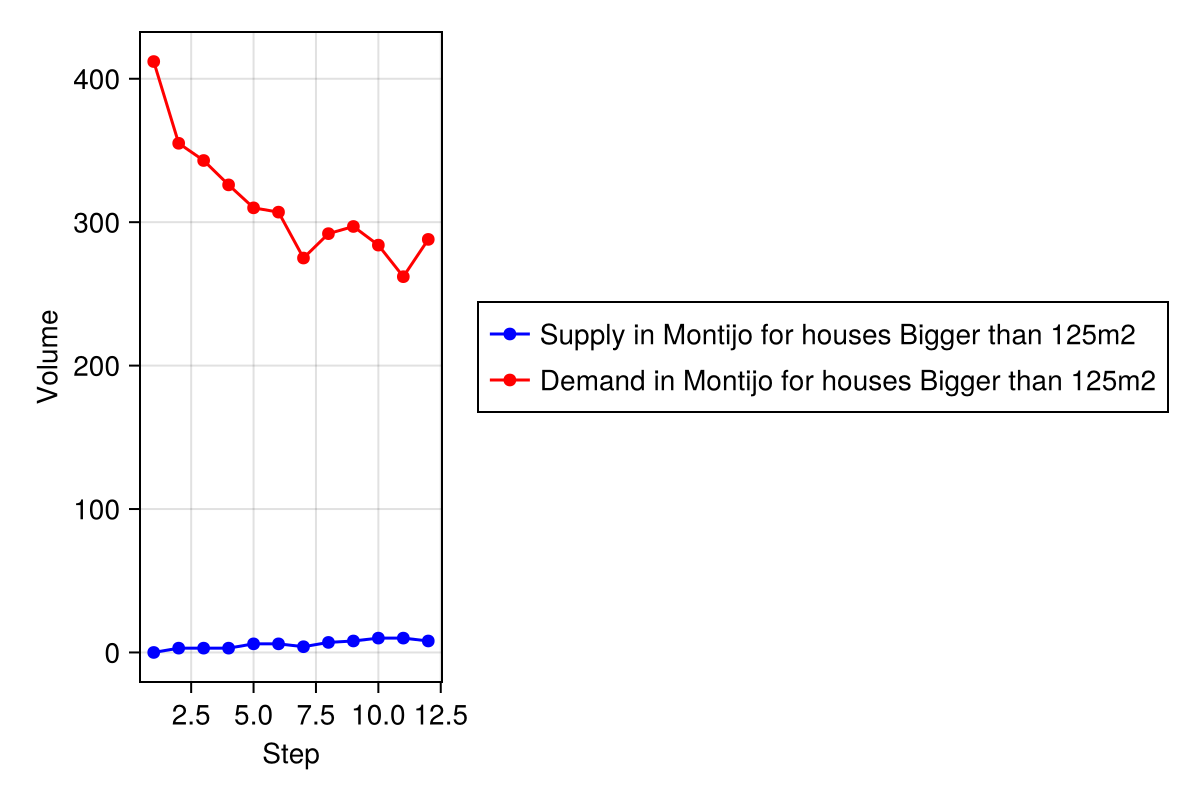 400
300
200
100
0
Volume
2.5 5.0 7.5 10.0 12.5
Step
Supply in Montijo for houses Bigger than 125m2
Demand in Montijo for houses Bigger than 125m2